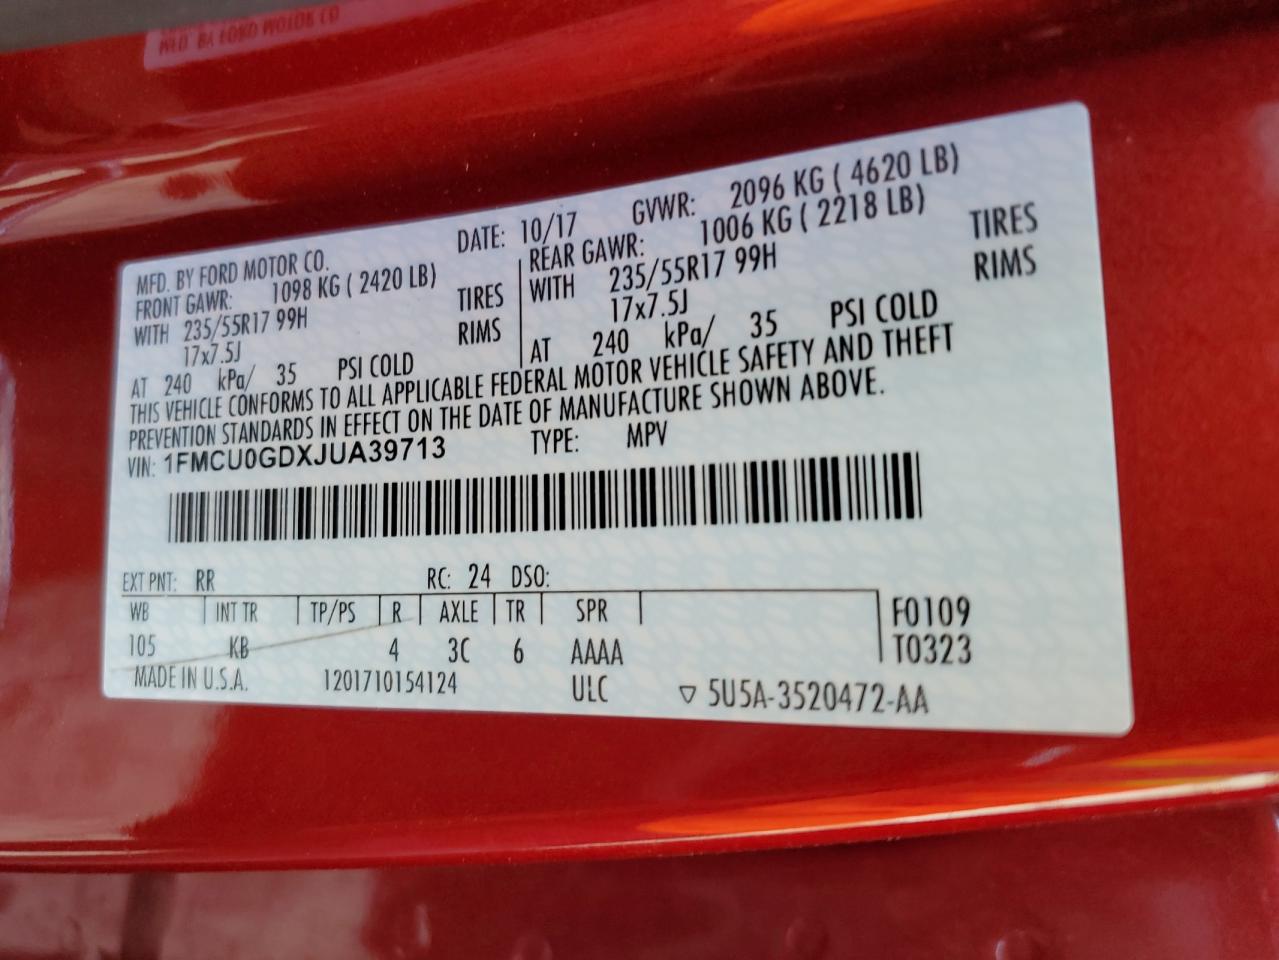 MFD. BY FORD MOTOR CO.
MFD. BY FORD MOTOR CO. DATE: 10/17 GVWR: 2096 KG ( 4620 LB)
FRONT GAWR: 1098 KG ( 2420 LB) REAR GAWR: 1006 KG ( 2218 LB)
WITH 235/55R17 99H TIRES WITH 235/55R17 99H TIRES
17x7.5J RIMS 17x7.5J RIMS
AT 240 kPa/ 35 PSI COLD AT 240 kPa/ 35 PSI COLD
THIS VEHICLE CONFORMS TO ALL APPLICABLE FEDERAL MOTOR VEHICLE SAFETY AND THEFT
PREVENTION STANDARDS IN EFFECT ON THE DATE OF MANUFACTURE SHOWN ABOVE.
VIN: 1FMCU0GDXJUA39713 TYPE: MPV
EXT PNT: RR RC: 24 DSO:
WB INT TR TP/PS R AXLE TR SPR F0109
105 KB 4 3C 6 AAAA T0323
MADE IN U.S.A. 1201710154124 ULC ▽ 5U5A-3520472-AA